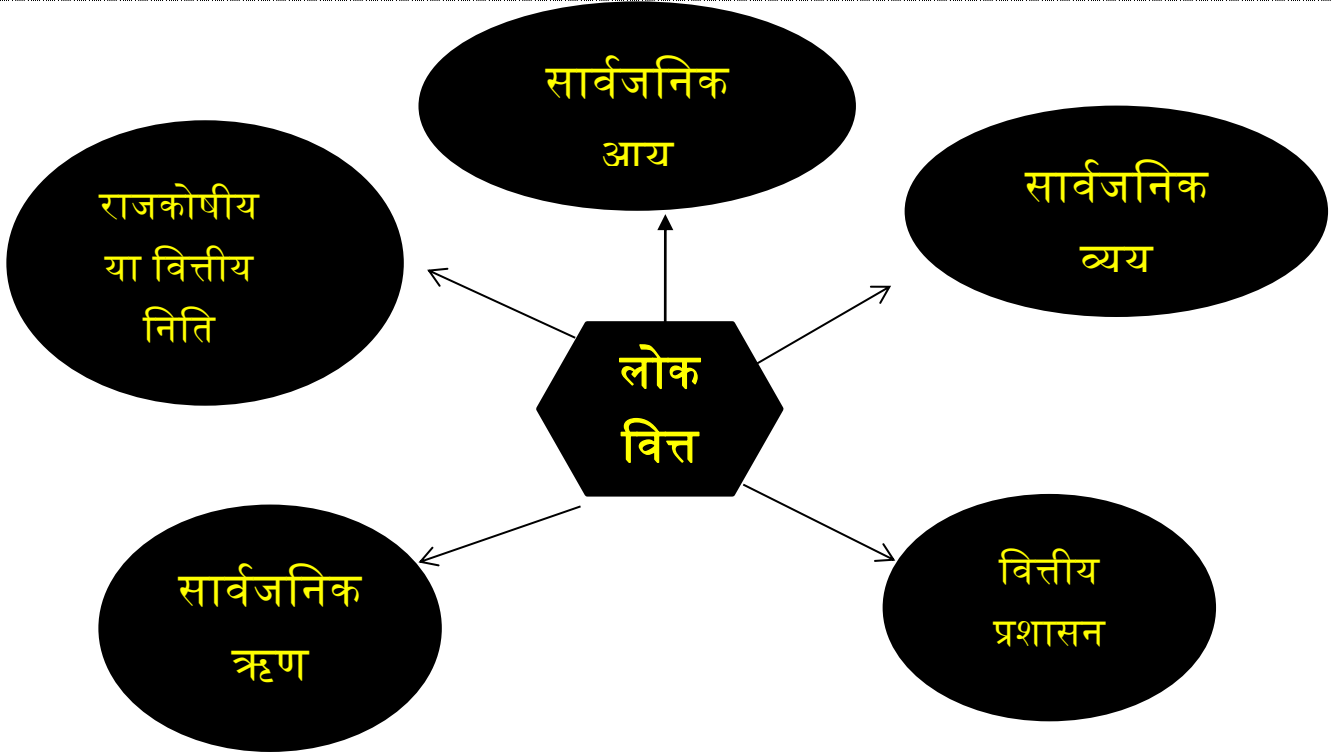 सार्वजनिक
आय
सार्वजनिक
व्यय
राजकोषीय
या वित्तीय
निति
लोक
वित्त
सार्वजनिक
ऋण
वित्तीय
प्रशासन